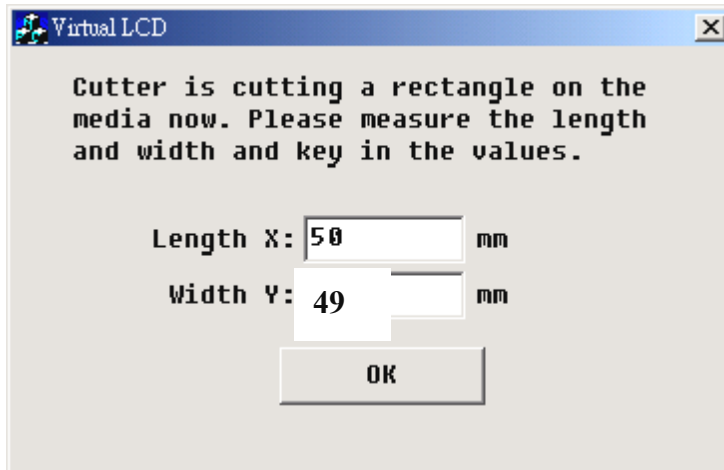 Virtual LCD
Cutter is cutting a rectangle on the
media now. Please measure the length
and width and key in the values.
Length X: 50 mm
Width Y: 49 mm
OK